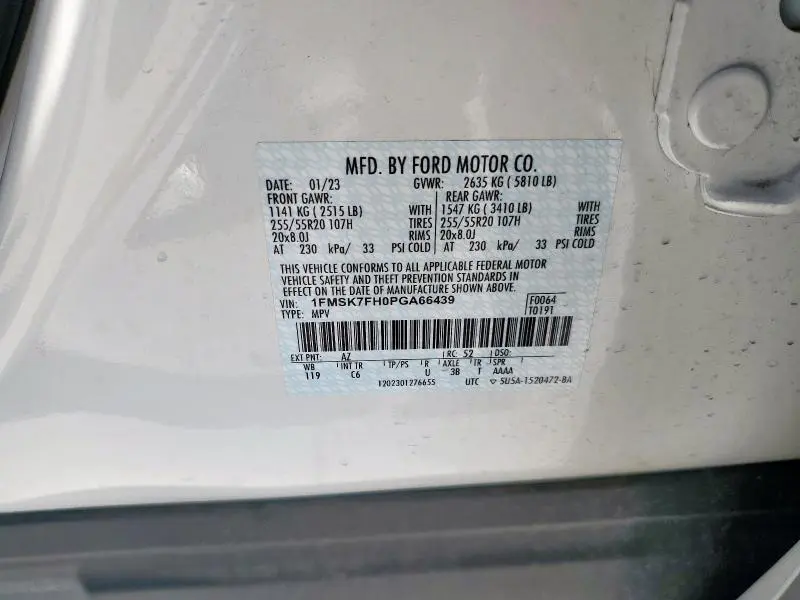 MFD. BY FORD MOTOR CO.
DATE: 01/23 GVWR: 2635 KG ( 5810 LB)
FRONT GAWR: REAR GAWR:
1141 KG ( 2515 LB) WITH 1547 KG ( 3410 LB) WITH
255/55R20 107H TIRES 255/55R20 107H TIRES
20x8.0J RIMS 20x8.0J RIMS
AT 230 kPa/ 33 PSI COLD AT 230 kPa/ 33 PSI COLD
THIS VEHICLE CONFORMS TO ALL APPLICABLE FEDERAL MOTOR
VEHICLE SAFETY AND THEFT PREVENTION STANDARDS IN
EFFECT ON THE DATE OF MANUFACTURE SHOWN ABOVE.
VIN: 1FMSK7FH0PGA66439 F0064
TYPE: MPV T0191
EXT PNT: AZ RC: 52 DSO:
WB INT TR TP/PS R AXLE TR SPR
119 C6 U 3B T AAAA
1202301276655 UTC ▽ 5U5A-1520472-BA